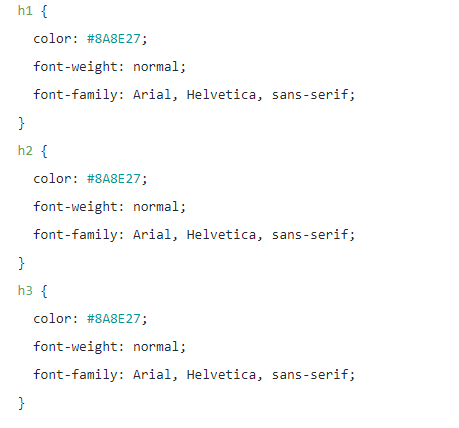 h1 {
  color: #8A8E27;
  font-weight: normal;
  font-family: Arial, Helvetica, sans-serif;
}
h2 {
  color: #8A8E27;
  font-weight: normal;
  font-family: Arial, Helvetica, sans-serif;
}
h3 {
  color: #8A8E27;
  font-weight: normal;
  font-family: Arial, Helvetica, sans-serif;
}